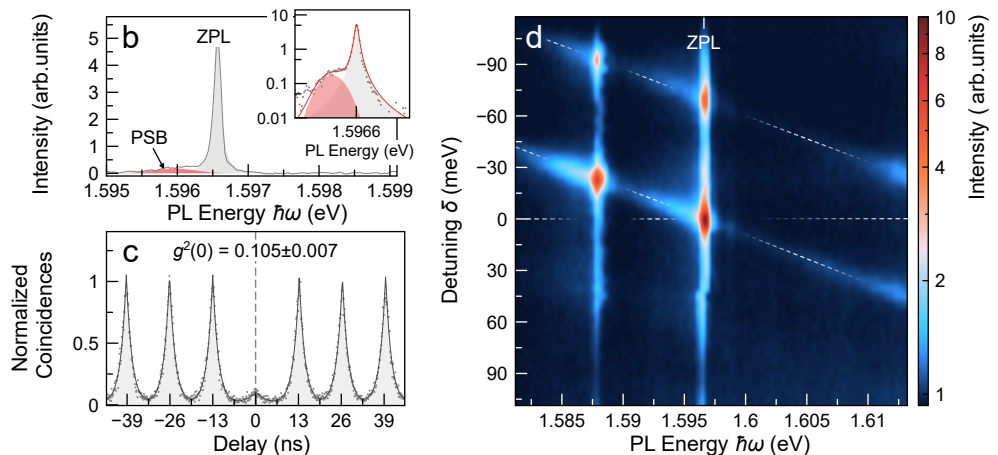 b
ZPL
PSB
Intensity (arb.units)
5
4
3
2
1
0
1.595
1.596
1.597
1.598
1.599
PL Energy ℏω (eV)
10
1
0.1
0.01
1.5966
PL Energy (eV)
c
g²(0) = 0.105±0.007
Normalized
Coincidences
1
0.5
0
−39
−26
−13
0
13
26
39
Delay (ns)
d
ZPL
Detuning δ (meV)
−90
−60
−30
0
30
60
90
1.585
1.59
1.595
1.6
1.61
PL Energy ℏω (eV)
10
8
6
4
2
1
Intensity ( arb.units)